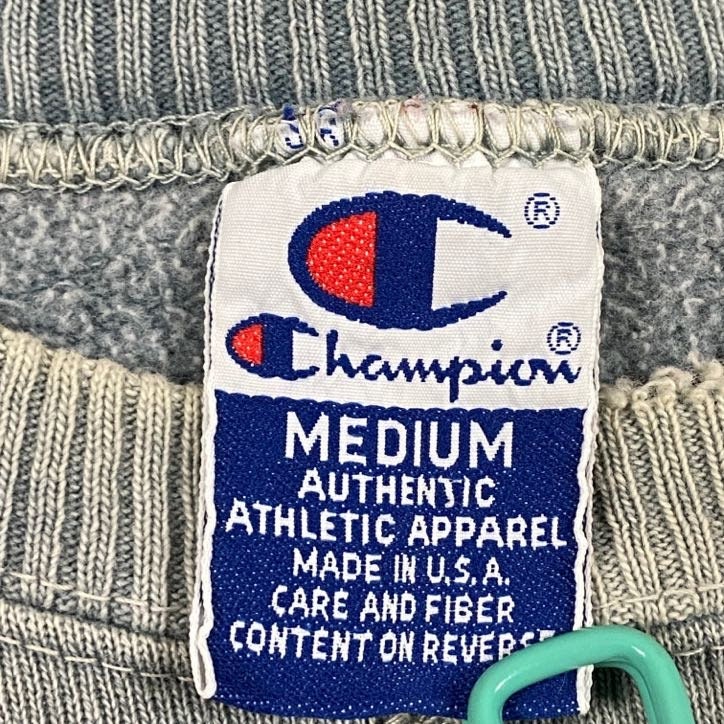 ®
Champion®
MEDIUM
AUTHENTIC
ATHLETIC APPAREL
MADE IN U.S.A.
CARE AND FIBER
CONTENT ON REVERSE